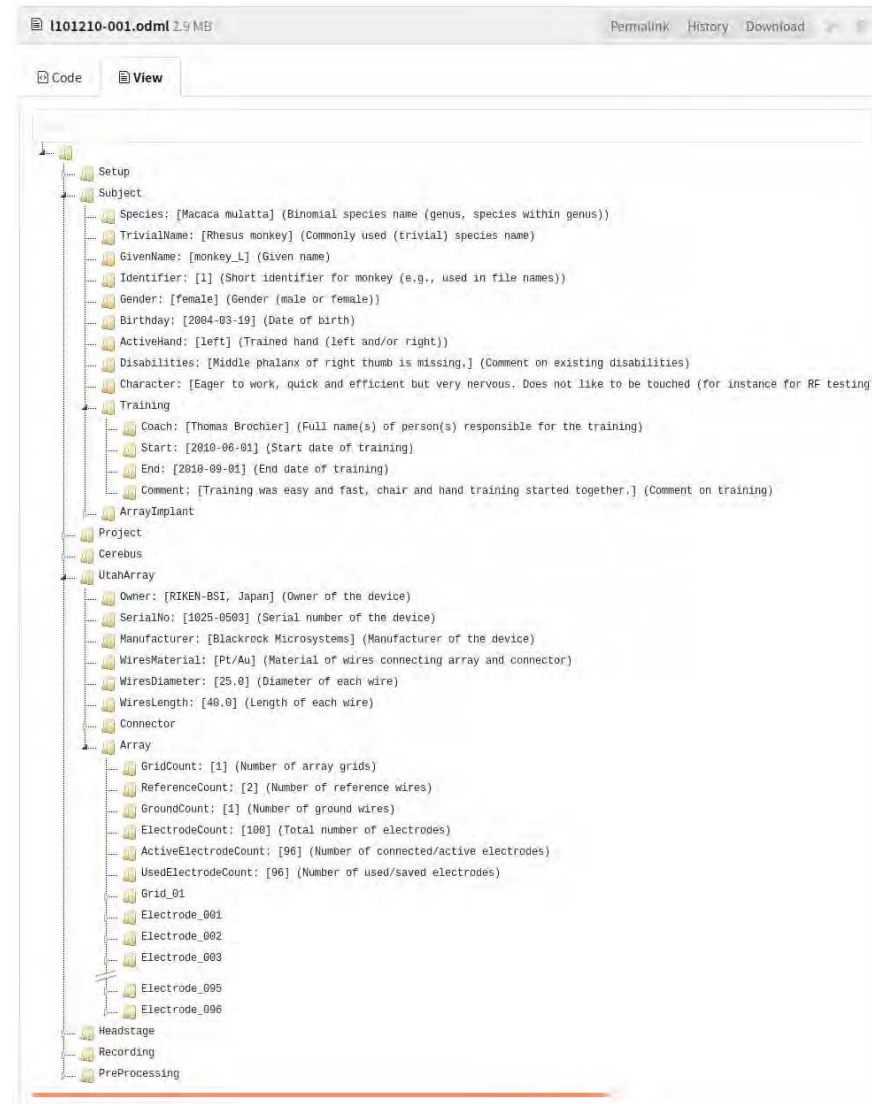 l101210-001.odml 2.9 MB Permalink History Download
Code View
Setup
Subject
Species: [Macaca mulatta] (Binomial species name (genus, species within genus))
TrivialName: [Rhesus monkey] (Commonly used (trivial) species name)
GivenName: [monkey_L] (Given name)
Identifier: [l] (Short identifier for monkey (e.g., used in file names))
Gender: [female] (Gender (male or female))
Birthday: [2004-03-19] (Date of birth)
ActiveHand: [left] (Trained hand (left and/or right))
Disabilities: [Middle phalanx of right thumb is missing.] (Comment on existing disabilities)
Character: [Eager to work, quick and efficient but very nervous. Does not like to be touched (for instance for RF testing
Training
Coach: [Thomas Brochier] (Full name(s) of person(s) responsible for the training)
Start: [2010-06-01] (Start date of training)
End: [2010-09-01] (End date of training)
Comment: [Training was easy and fast, chair and hand training started together.] (Comment on training)
ArrayImplant
Project
Cerebus
UtahArray
Owner: [RIKEN-BSI, Japan] (Owner of the device)
SerialNo: [1025-0503] (Serial number of the device)
Manufacturer: [Blackrock Microsystems] (Manufacturer of the device)
WiresMaterial: [Pt/Au] (Material of wires connecting array and connector)
WiresDiameter: [25.0] (Diameter of each wire)
WiresLength: [40.0] (Length of each wire)
Connector
Array
GridCount: [1] (Number of array grids)
ReferenceCount: [2] (Number of reference wires)
GroundCount: [1] (Number of ground wires)
ElectrodeCount: [100] (Total number of electrodes)
ActiveElectrodeCount: [96] (Number of connected/active electrodes)
UsedElectrodeCount: [96] (Number of used/saved electrodes)
Grid_01
Electrode_001
Electrode_002
Electrode_003
Electrode_095
Electrode_096
Headstage
Recording
PreProcessing